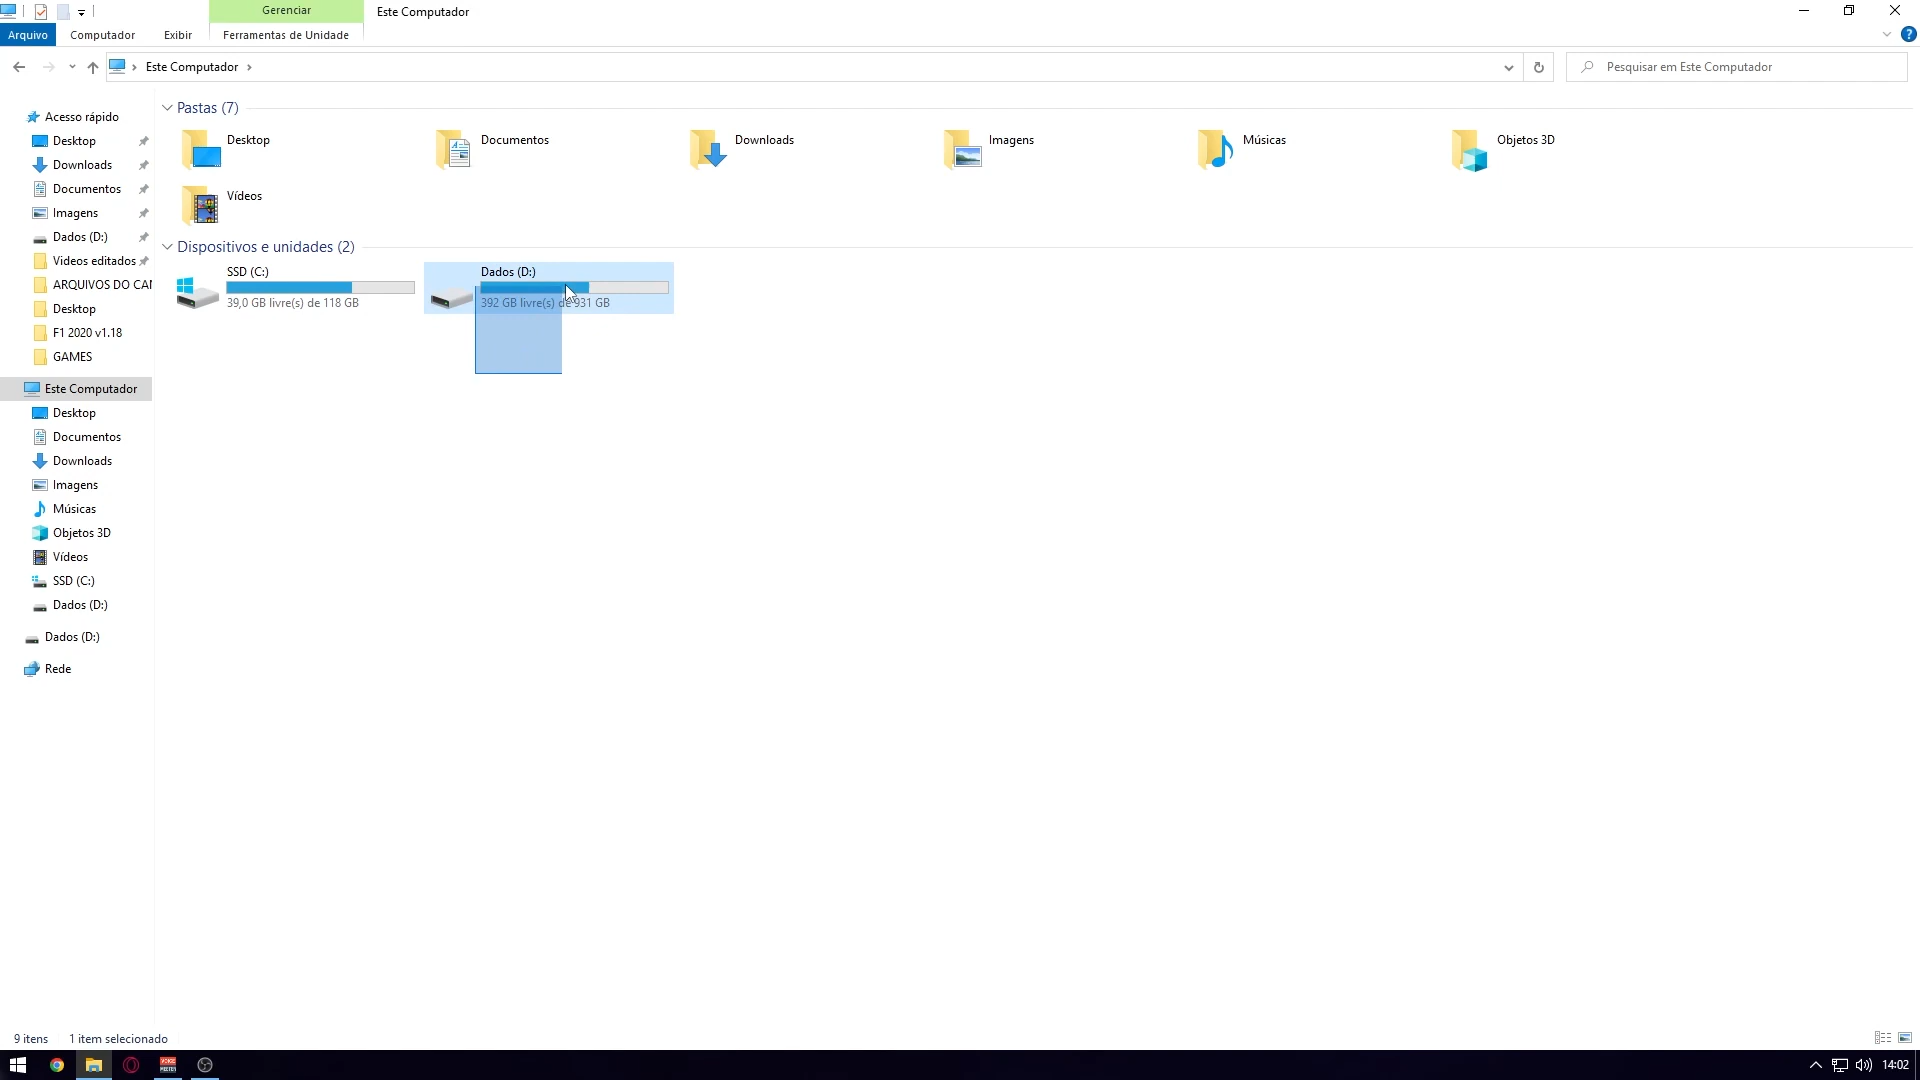 Gerenciar
Este Computador
Arquivo
Computador
Exibir
Ferramentas de Unidade
?
Este Computador
Pesquisar em Este Computador
Acesso rápido
Desktop
Downloads
Documentos
Imagens
Dados (D:)
Videos editados
ARQUIVOS DO CAN
Desktop
F1 2020 v1.18
GAMES
Este Computador
Desktop
Documentos
Downloads
Imagens
Músicas
Objetos 3D
Vídeos
SSD (C:)
Dados (D:)
Dados (D:)
Rede
Pastas (7)
Desktop
Documentos
Downloads
Imagens
Músicas
Objetos 3D
Vídeos
Dispositivos e unidades (2)
SSD (C:)
39,0 GB livre(s) de 118 GB
Dados (D:)
392 GB livre(s) de 931 GB
9 itens
1 item selecionado
14:02